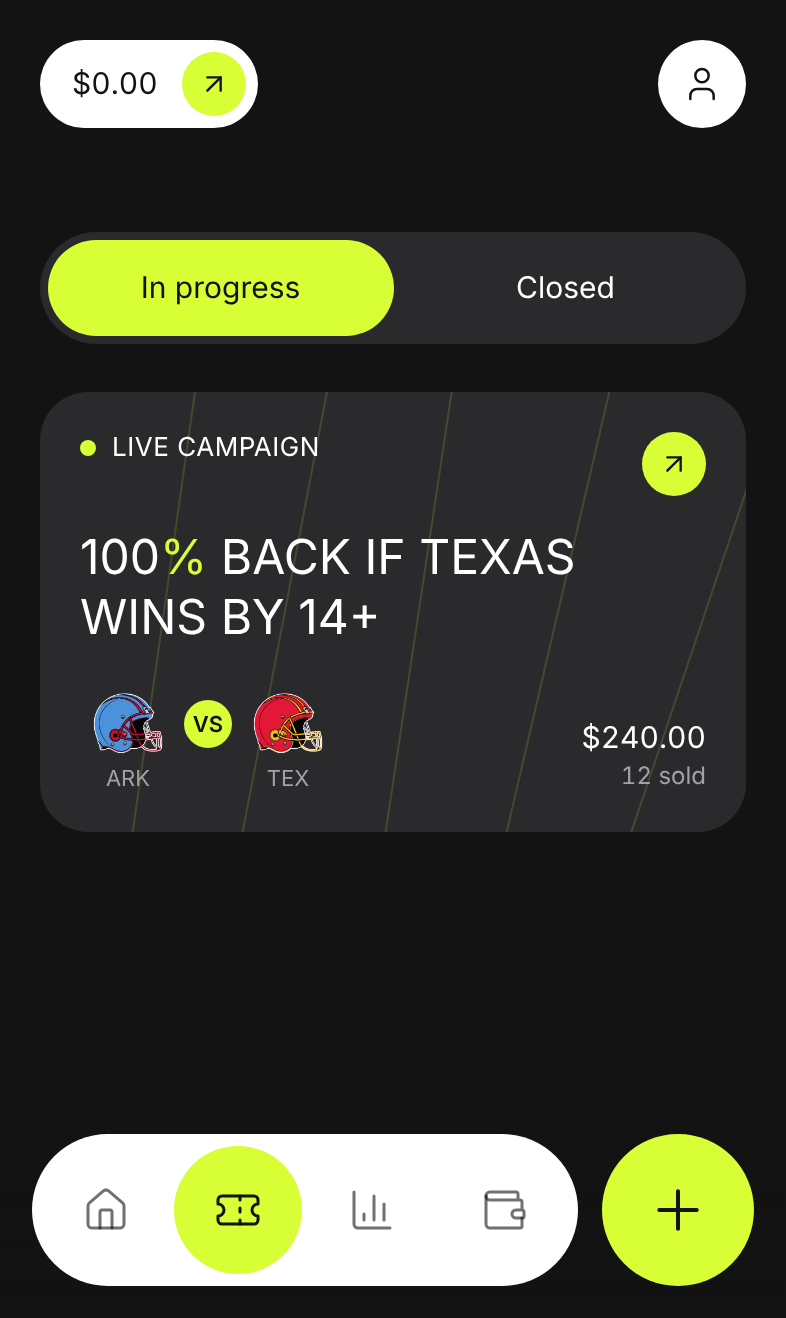 $0.00
In progress
Closed
LIVE CAMPAIGN
100% BACK IF TEXAS
WINS BY 14+
VS
ARK
TEX
$240.00
12 sold